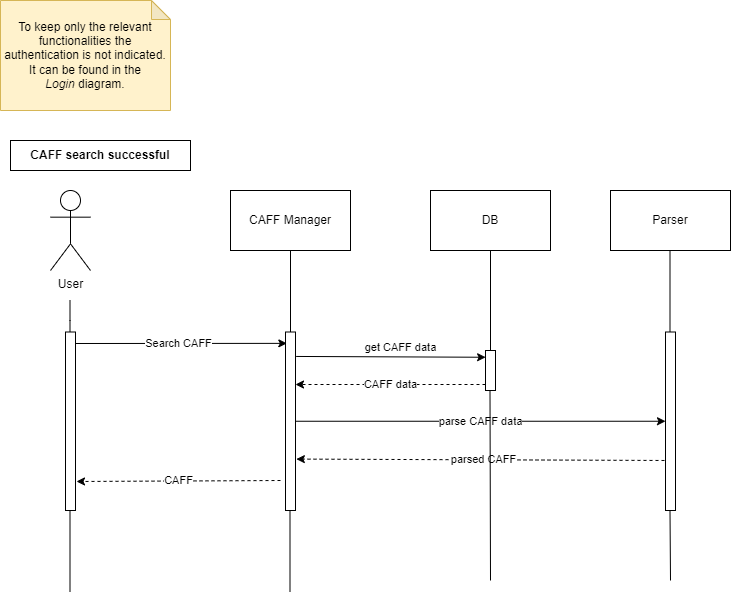 To keep only the relevant
functionalities the
authentication is not indicated.
It can be found in the
Login diagram.
CAFF search successful
User
CAFF Manager
DB
Parser
Search CAFF
get CAFF data
CAFF data
parse CAFF data
parsed CAFF
CAFF